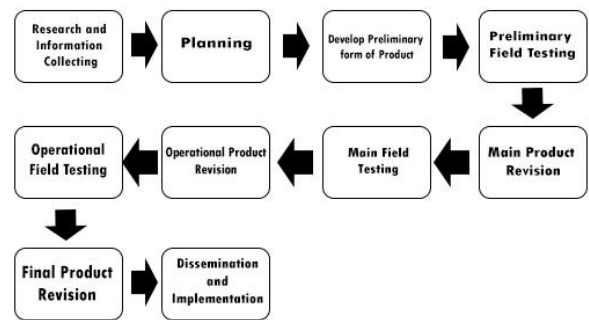 Research and
Information
Collecting
Planning
Develop Preliminary
form of Product
Preliminary
Field Testing
Main Product
Revision
Main Field
Testing
Operational Product
Revision
Operational
Field Testing
Final Product
Revision
Dissemination
and
Implementation